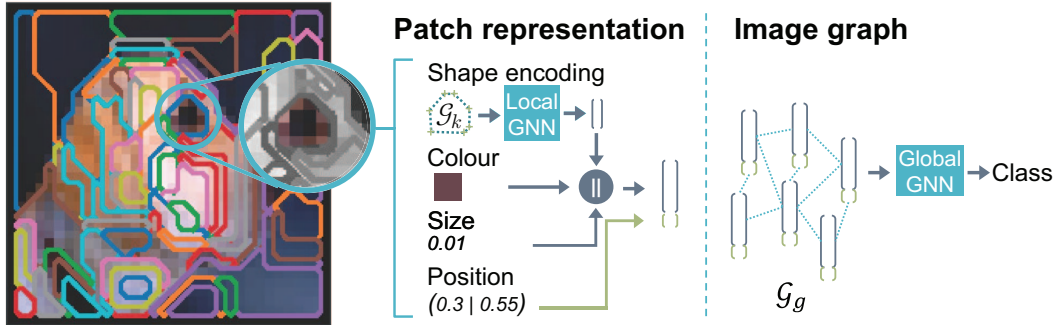 Patch representation
Shape encoding
𝒢ₖ
Local
GNN
Colour
||
Size
0.01
Position
(0.3 | 0.55)
Image graph
Global
GNN
Class
𝒢g